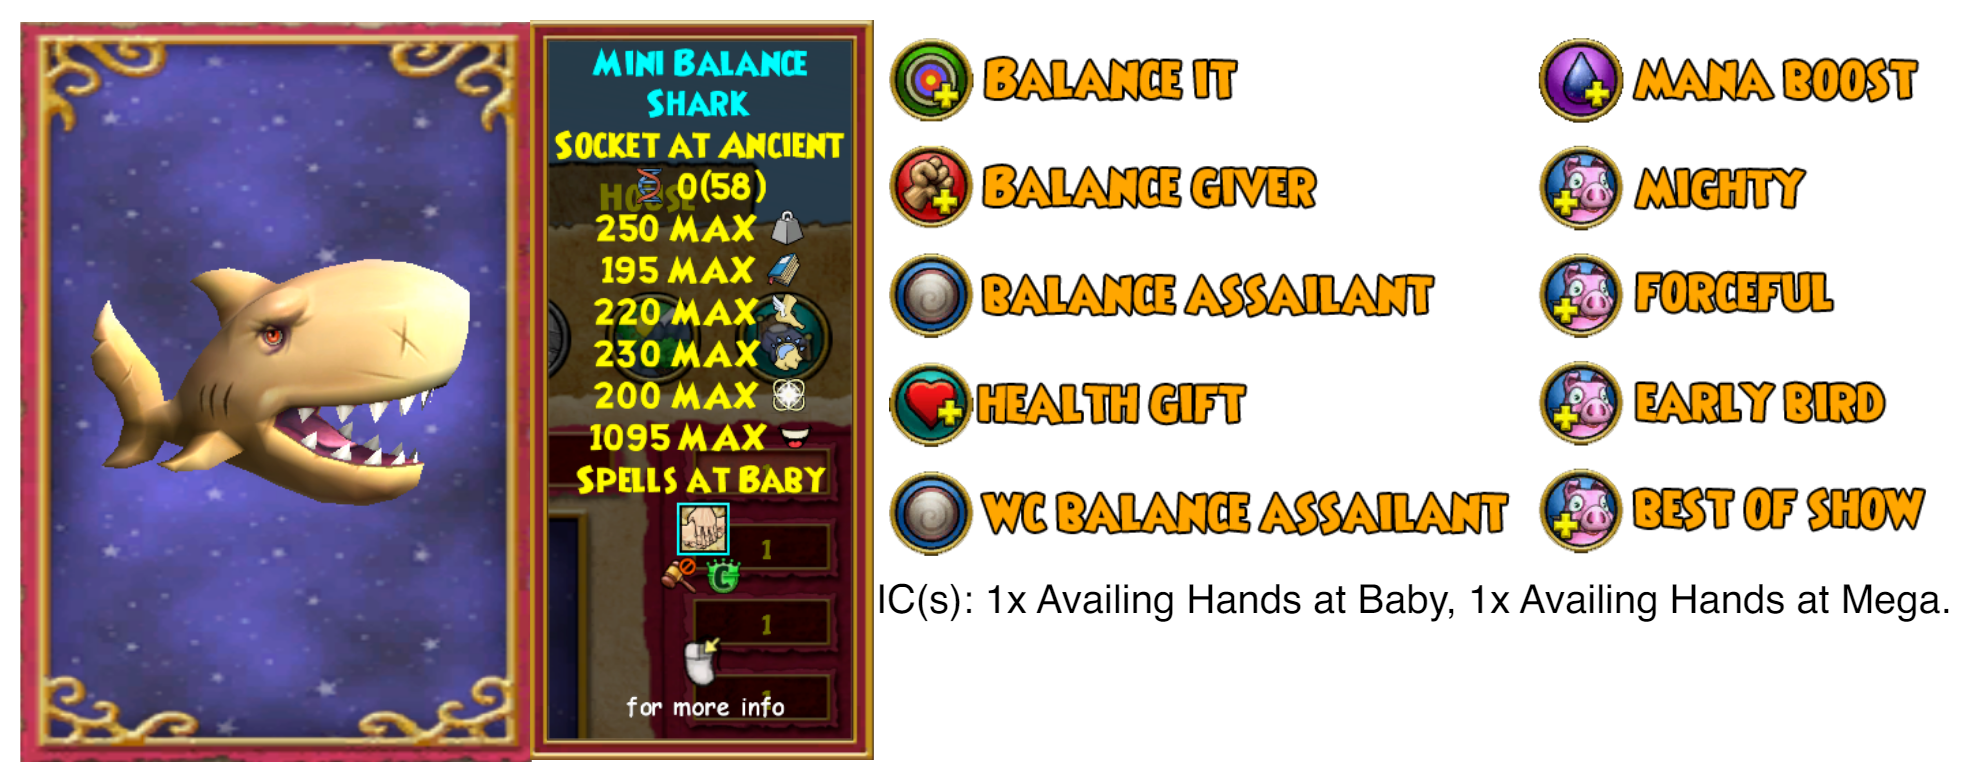 MINI BALANCE
SHARK
SOCKET AT ANCIENT
HOUSE
0(58)
250 MAX
195 MAX
220 MAX
230 MAX
200 MAX
1095 MAX
SPELLS AT BABY
1
C
1
1
for more info
BALANCE IT
BALANCE GIVER
BALANCE ASSAILANT
HEALTH GIFT
WC BALANCE ASSAILANT
MANA BOOST
MIGHTY
FORCEFUL
EARLY BIRD
BEST OF SHOW
IC(s): 1x Availing Hands at Baby, 1x Availing Hands at Mega.